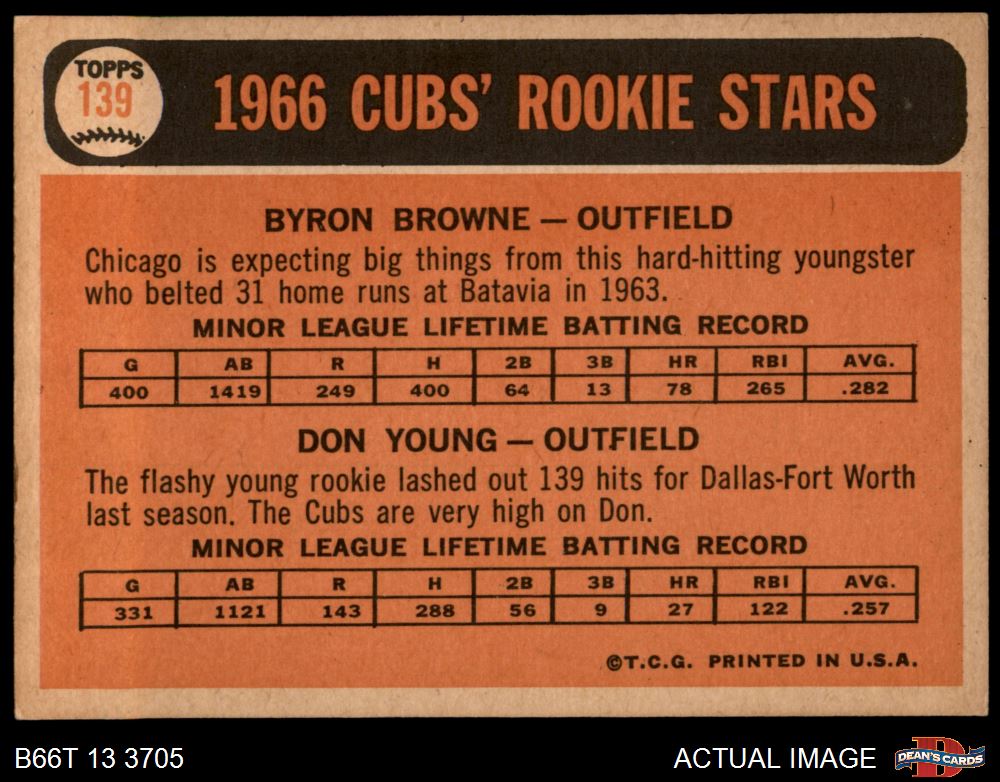 TOPPS
139
1966 CUBS' ROOKIE STARS
BYRON BROWNE — OUTFIELD
Chicago is expecting big things from this hard-hitting youngster
who belted 31 home runs at Batavia in 1963.
MINOR LEAGUE LIFETIME BATTING RECORD
G AB R H 2B 3B HR RBI AVG.
400 1419 249 400 64 13 78 265 .282
DON YOUNG — OUTFIELD
The flashy young rookie lashed out 139 hits for Dallas-Fort Worth
last season. The Cubs are very high on Don.
MINOR LEAGUE LIFETIME BATTING RECORD
G AB R H 2B 3B HR RBI AVG.
331 1121 143 288 56 9 27 122 .257
©T.C.G. PRINTED IN U.S.A.
B66T 13 3705
ACTUAL IMAGE
D
DEAN'S CARDS